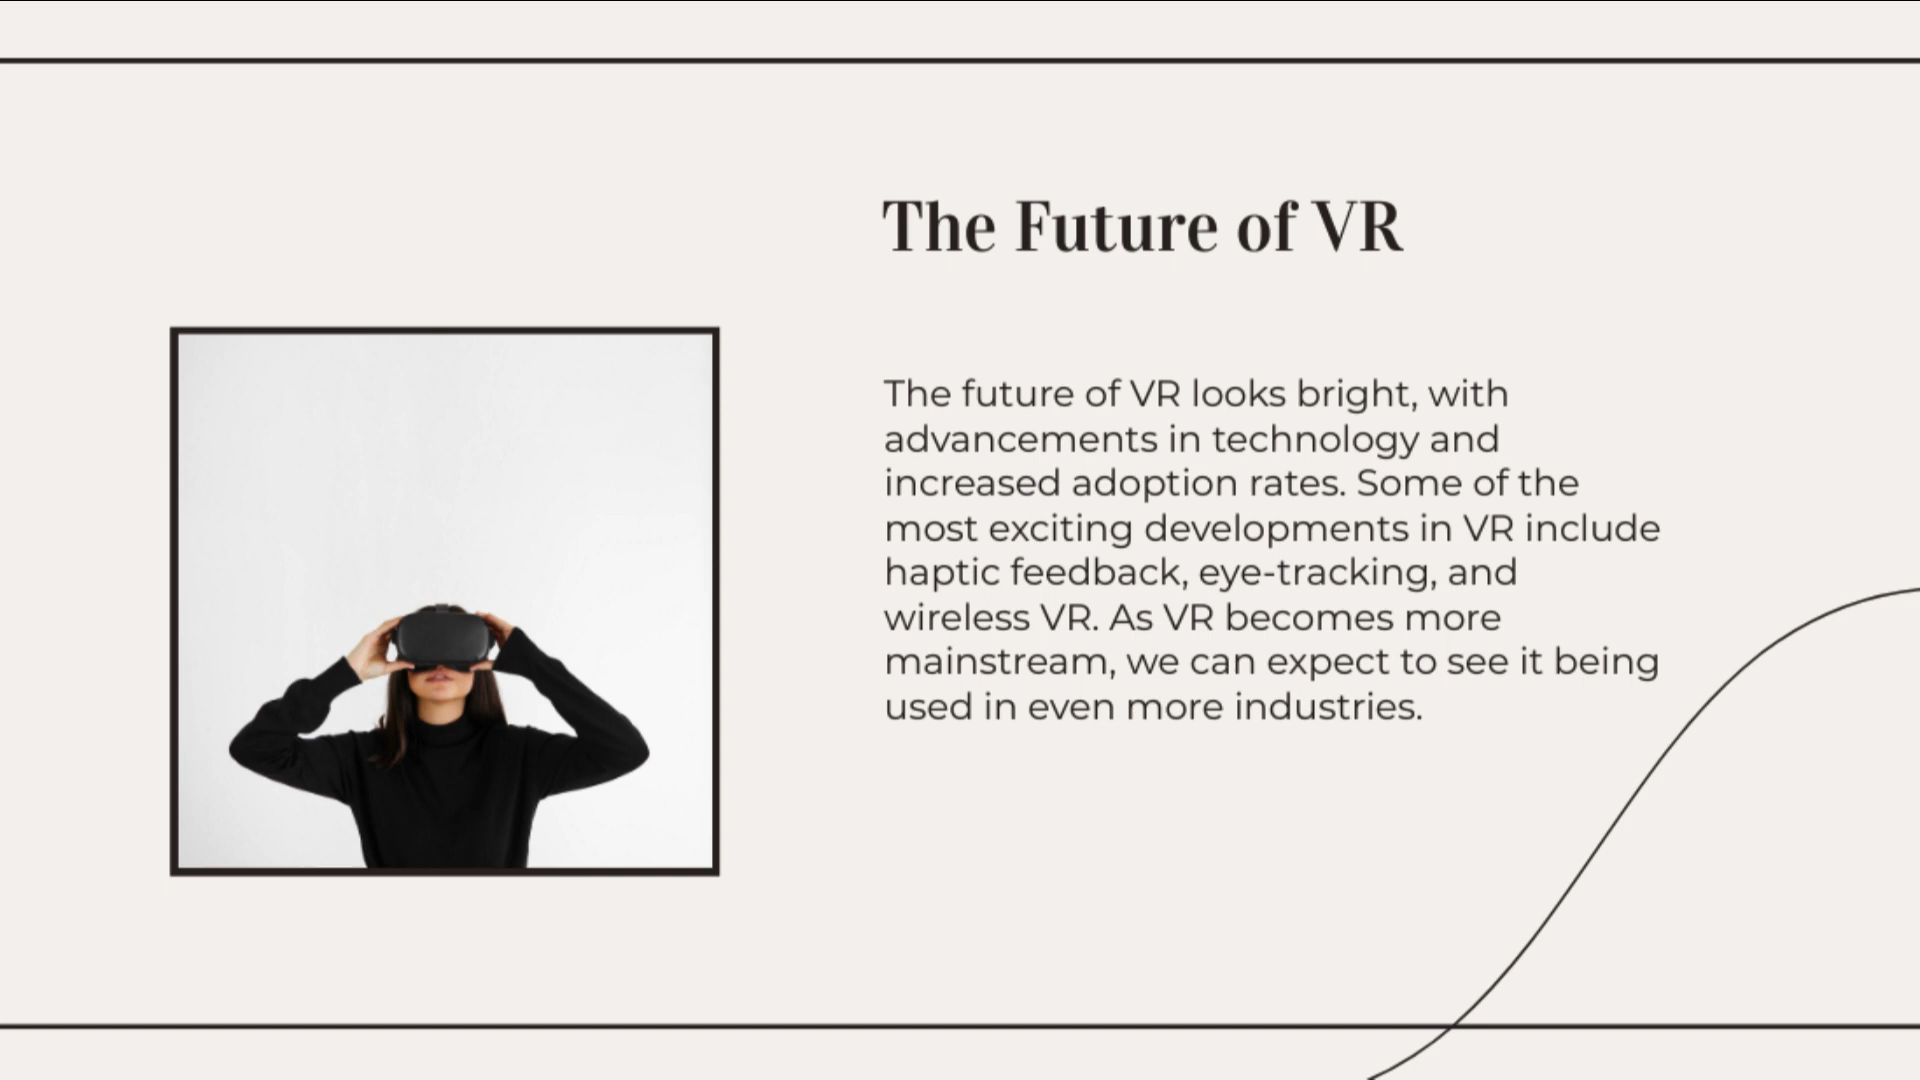 The Future of VR
The future of VR looks bright, with
advancements in technology and
increased adoption rates. Some of the
most exciting developments in VR include
haptic feedback, eye-tracking, and
wireless VR. As VR becomes more
mainstream, we can expect to see it being
used in even more industries.